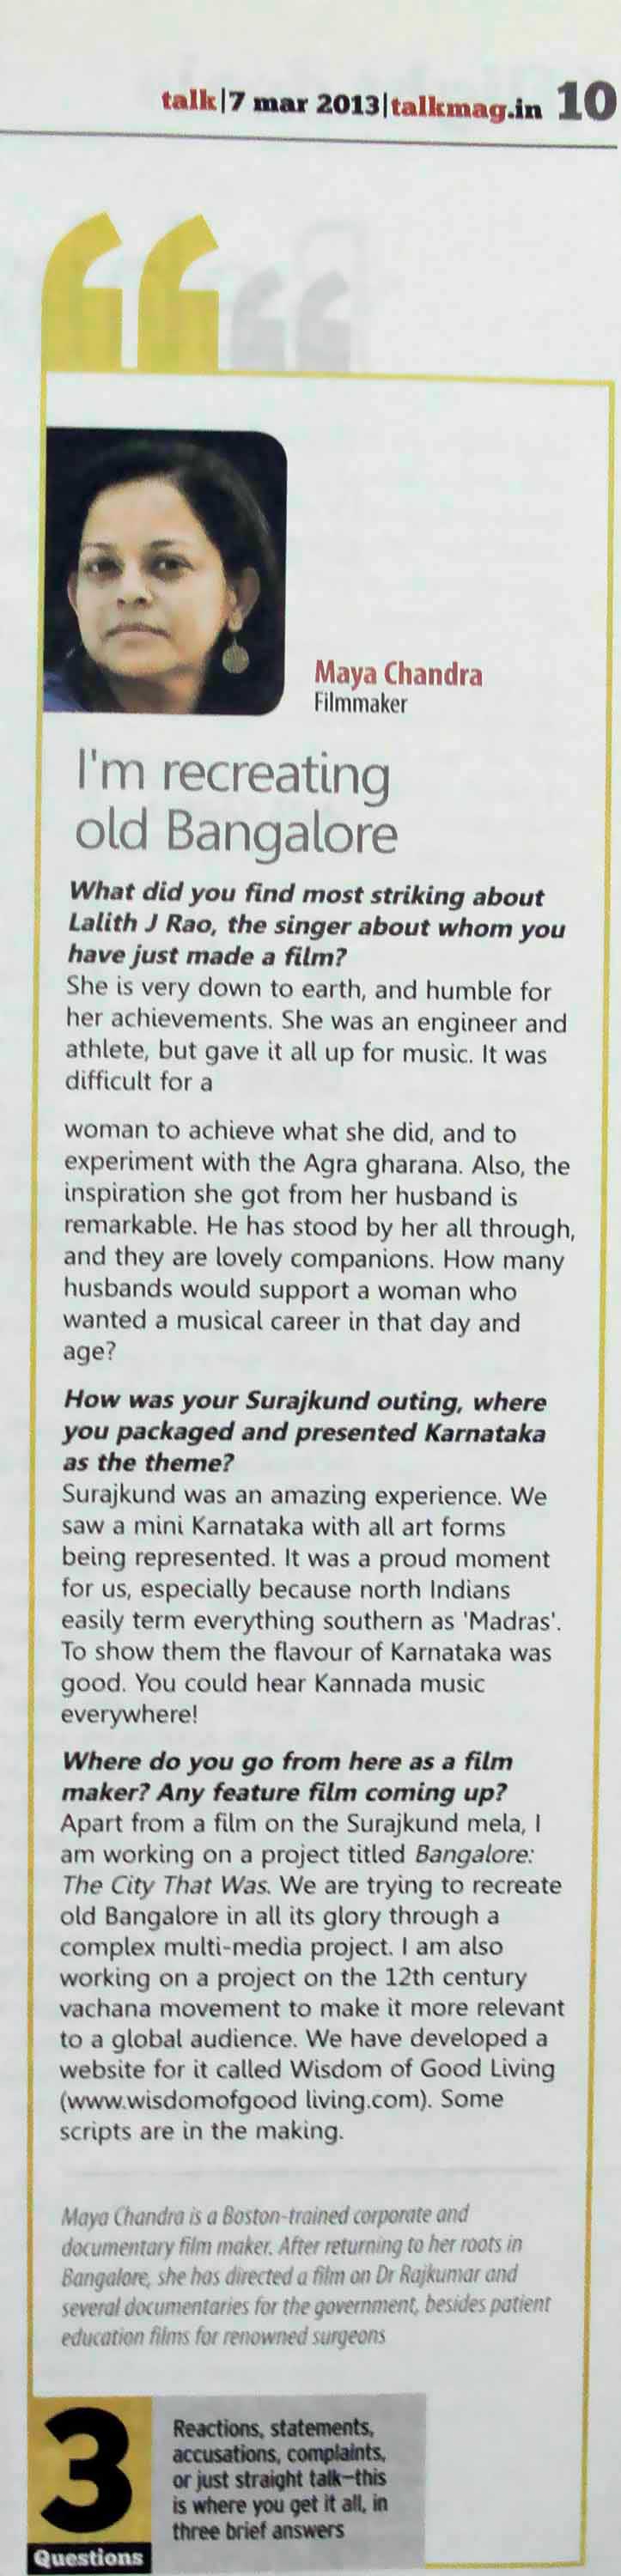 talk|7 mar 2013|talkmag.in 10
Maya Chandra
Filmmaker
I'm recreating
old Bangalore
What did you find most striking about
Lalith J Rao, the singer about whom you
have just made a film?
She is very down to earth, and humble for
her achievements. She was an engineer and
athlete, but gave it all up for music. It was
difficult for a
woman to achieve what she did, and to
experiment with the Agra gharana. Also, the
inspiration she got from her husband is
remarkable. He has stood by her all through,
and they are lovely companions. How many
husbands would support a woman who
wanted a musical career in that day and
age?
How was your Surajkund outing, where
you packaged and presented Karnataka
as the theme?
Surajkund was an amazing experience. We
saw a mini Karnataka with all art forms
being represented. It was a proud moment
for us, especially because north Indians
easily term everything southern as 'Madras'.
To show them the flavour of Karnataka was
good. You could hear Kannada music
everywhere!
Where do you go from here as a film
maker? Any feature film coming up?
Apart from a film on the Surajkund mela, I
am working on a project titled Bangalore:
The City That Was. We are trying to recreate
old Bangalore in all its glory through a
complex multi-media project. I am also
working on a project on the 12th century
vachana movement to make it more relevant
to a global audience. We have developed a
website for it called Wisdom of Good Living
(www.wisdomofgood living.com). Some
scripts are in the making.
Maya Chandra is a Boston-trained corporate and
documentary film maker. After returning to her roots in
Bangalore, she has directed a film on Dr Rajkumar and
several documentaries for the government, besides patient
education films for renowned surgeons
3
Questions
Reactions, statements,
accusations, complaints,
or just straight talk—this
is where you get it all, in
three brief answers